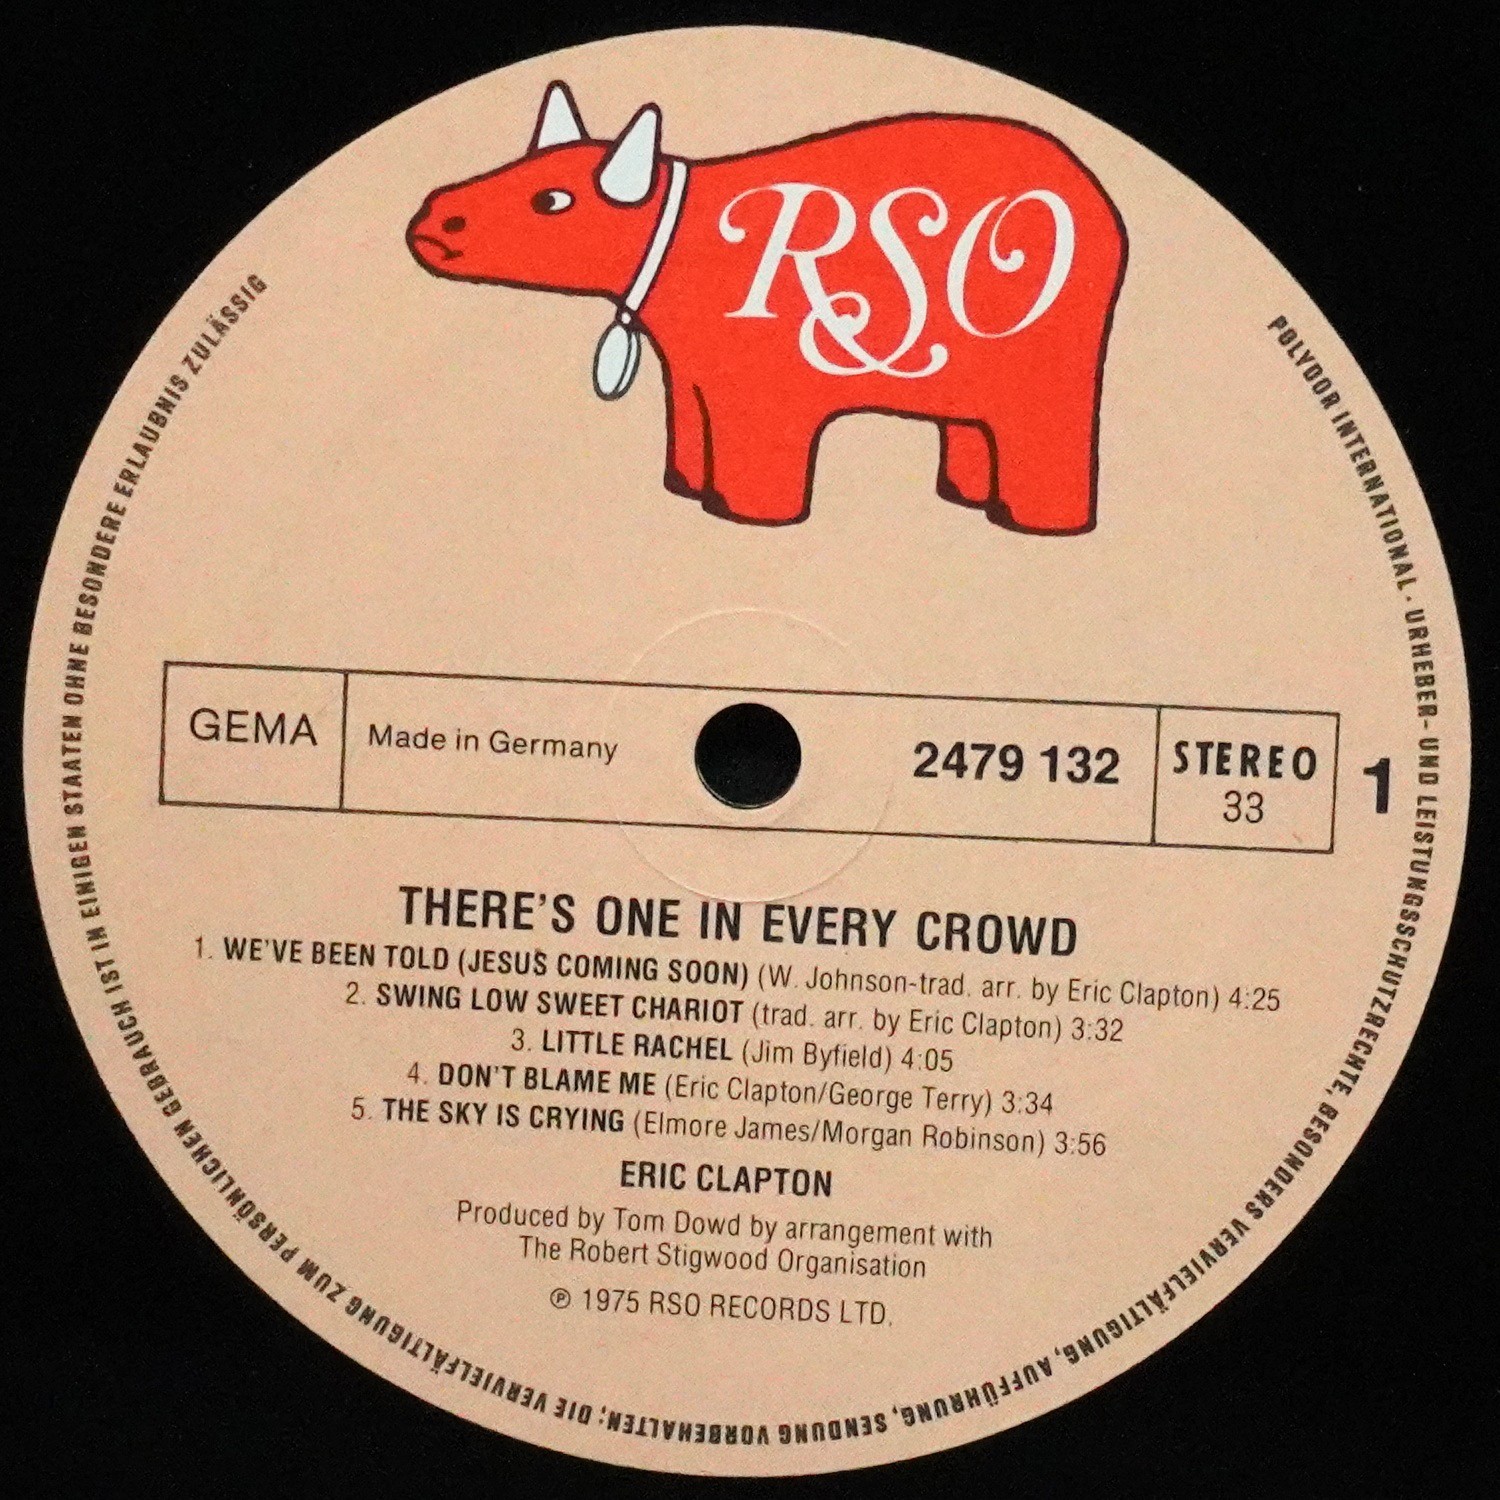 RSO
GEMA
Made in Germany
2479 132
STEREO
33
1
THERE'S ONE IN EVERY CROWD
1. WE'VE BEEN TOLD (JESUS COMING SOON) (W. Johnson-trad. arr. by Eric Clapton) 4:25
2. SWING LOW SWEET CHARIOT (trad. arr. by Eric Clapton) 3:32
3. LITTLE RACHEL (Jim Byfield) 4:05
4. DON'T BLAME ME (Eric Clapton/George Terry) 3:34
5. THE SKY IS CRYING (Elmore James/Morgan Robinson) 3:56
ERIC CLAPTON
Produced by Tom Dowd by arrangement with
The Robert Stigwood Organisation
℗ 1975 RSO RECORDS LTD.
POLYDOR INTERNATIONAL · URHEBER- UND LEISTUNGSSCHUTZRECHTE, BESONDERS VERVIELFÄLTIGUNG, AUFFÜHRUNG, SENDUNG VORBEHALTEN; DIE VERVIELFÄLTIGUNG ZUM PERSÖNLICHEN GEBRAUCH IST IN EINIGEN STAATEN OHNE BESONDERE ERLAUBNIS ZULÄSSIG